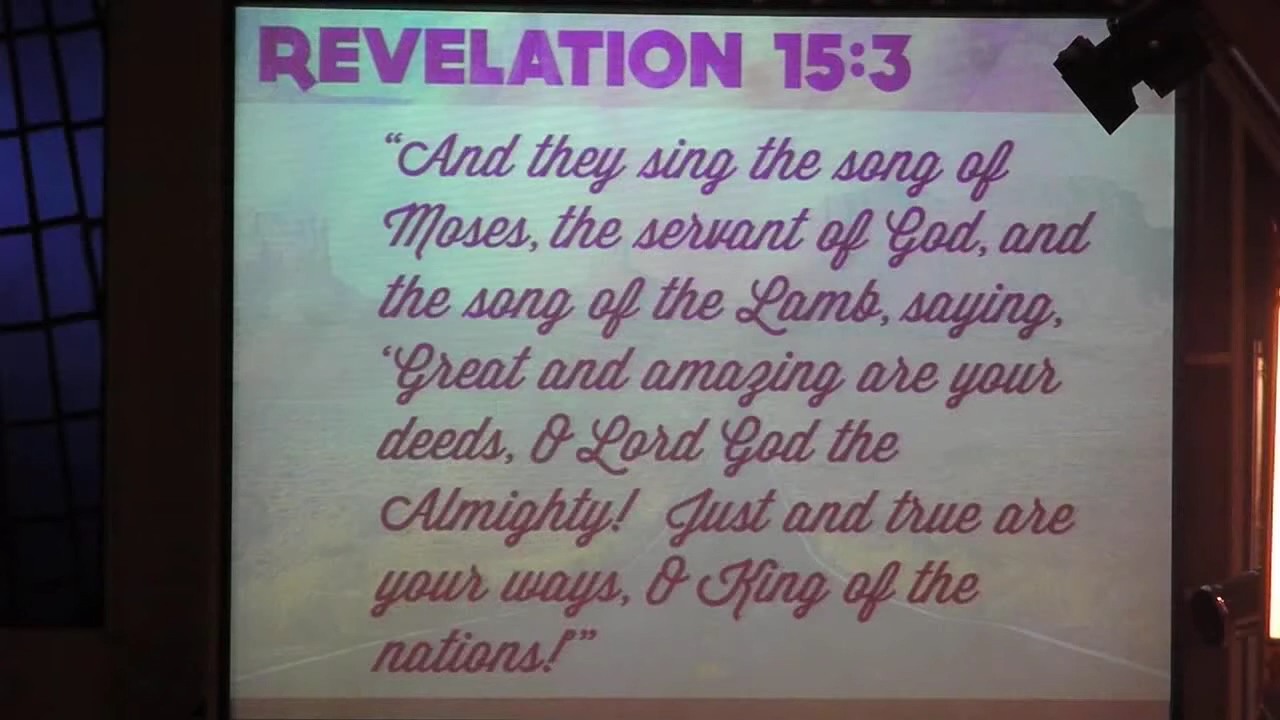 REVELATION 15:3
“And they sing the song of
Moses, the servant of God, and
the song of the Lamb, saying,
‘Great and amazing are your
deeds, O Lord God the
Almighty! Just and true are
your ways, O King of the
nations!’”